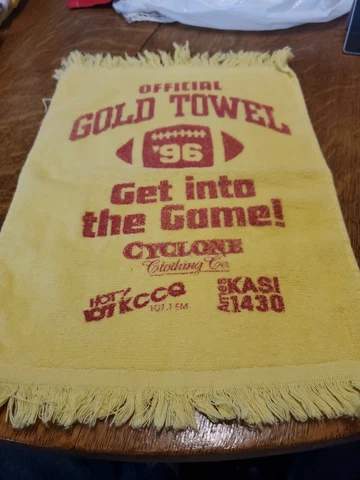 OFFICIAL
GOLD TOWEL
'96
Get into
the Game!
CYCLONE
Clothing Co.
HOT 107 KCCQ
107.1 FM
Ames KASI 1430